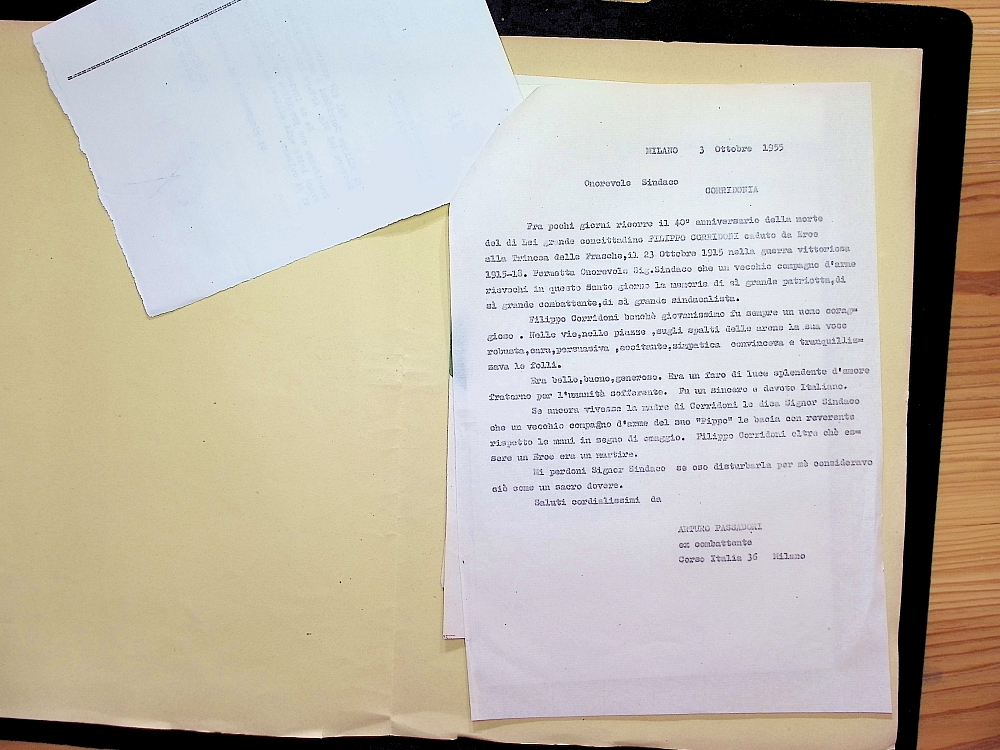 MILANO 3 Ottobre 1955
Onorevole Sindaco
CORRIDONIA
Fra pochi giorni ricorre il 40° anniversario della morte
del di Lei grande concittadino FILIPPO CORRIDONI caduto da Eroe
alla Trincea delle Frasche,il 23 Ottobre 1915 nella guerra vittoriosa
1915-18. Permetta Onorevole Sig.Sindaco che un vecchio compagno d'arme
rievochi in questo Santo giorno la memoria di sì grande patriotta,di
sì grande combattente,di sì grande sindacalista.
Filippo Corridoni benchè giovanissimo fu sempre un uomo corag=
gioso . Nelle vie,nelle piazze ,sugli spalti delle arene la sua voce
robusta,cara,persuasiva ,eccitante,simpatica convinceva e tranquilliz=
zava le folli.
Era bello,buono,generoso. Era un faro di luce splendente d'amore
fraterno per l'umanità sofferente. Fu un sincero e devoto Italiano.
Se ancora vivesse la madre di Corridoni le dica Signor Sindaco
che un vecchio compagno d'arme del suo "Pippo" le bacia con reverente
rispetto le mani in segno di omaggio. Filippo Corridoni oltre chè es=
sere un Eroe era un martire.
Mi perdoni Signor Sindaco se oso disturbarla per mè consideravo
ciò come un sacro dovere.
Saluti cordialissimi da
ARTURO PASSADORI
ex combattente
Corso Italia 36 Milano